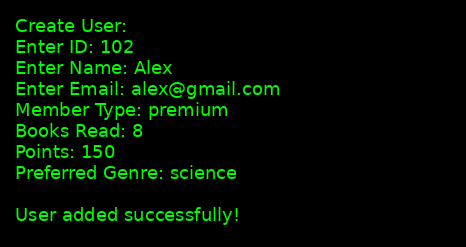 Create User:
Enter ID: 102
Enter Name: Alex
Enter Email: alex@gmail.com
Member Type: premium
Books Read: 8
Points: 150
Preferred Genre: science
User added successfully!